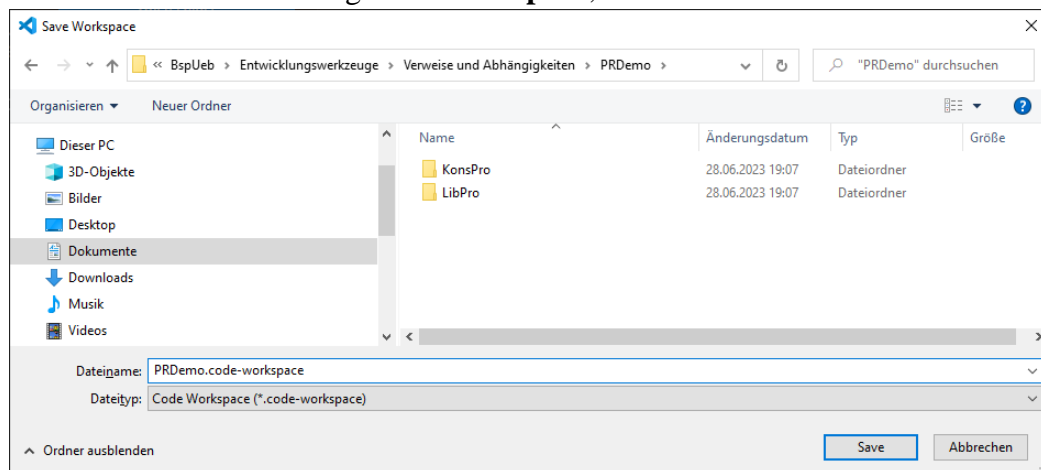 Save Workspace
« BspUeb › Entwicklungswerkzeuge › Verweise und Abhängigkeiten › PRDemo ›
"PRDemo" durchsuchen
Organisieren
Neuer Ordner
Dieser PC
3D-Objekte
Bilder
Desktop
Dokumente
Downloads
Musik
Videos
Name Änderungsdatum Typ Größe
KonsPro 28.06.2023 19:07 Dateiordner
LibPro 28.06.2023 19:07 Dateiordner
Dateiname: PRDemo.code-workspace
Dateityp: Code Workspace (*.code-workspace)
Ordner ausblenden
Save Abbrechen